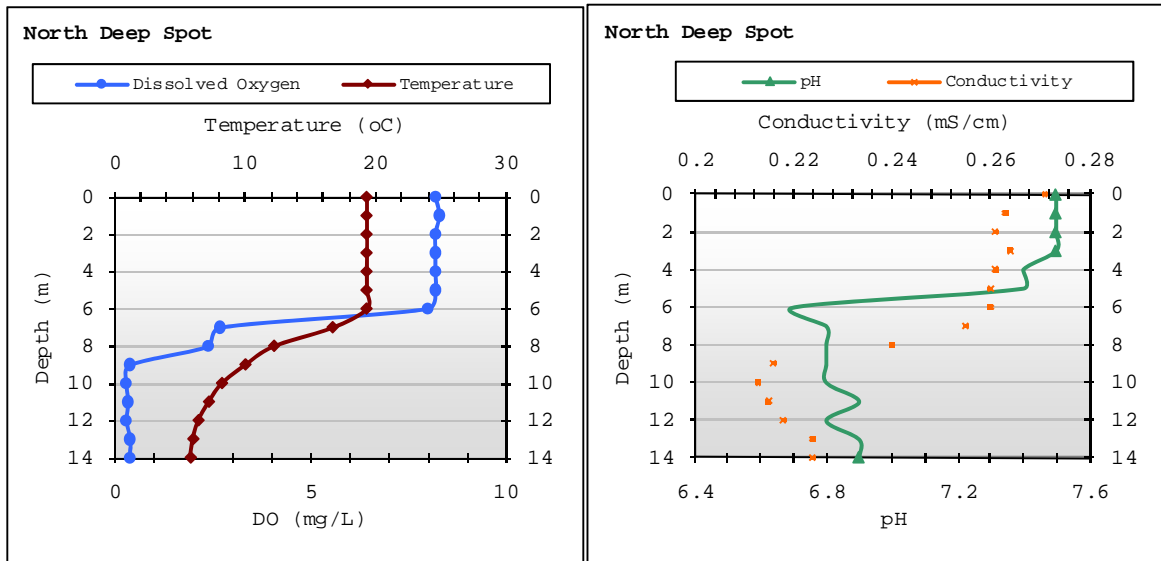 North Deep Spot
Dissolved Oxygen Temperature
Temperature (oC)
0 10 20 30
0 0
2 2
4 4
6 6
8 8
10 10
12 12
14 14
Depth (m)
0 5 10
DO (mg/L)
North Deep Spot
pH Conductivity
Conductivity (mS/cm)
0.2 0.22 0.24 0.26 0.28
0 0
2 2
4 4
6 6
8 8
10 10
12 12
14 14
Depth (m)
6.4 6.8 7.2 7.6
pH